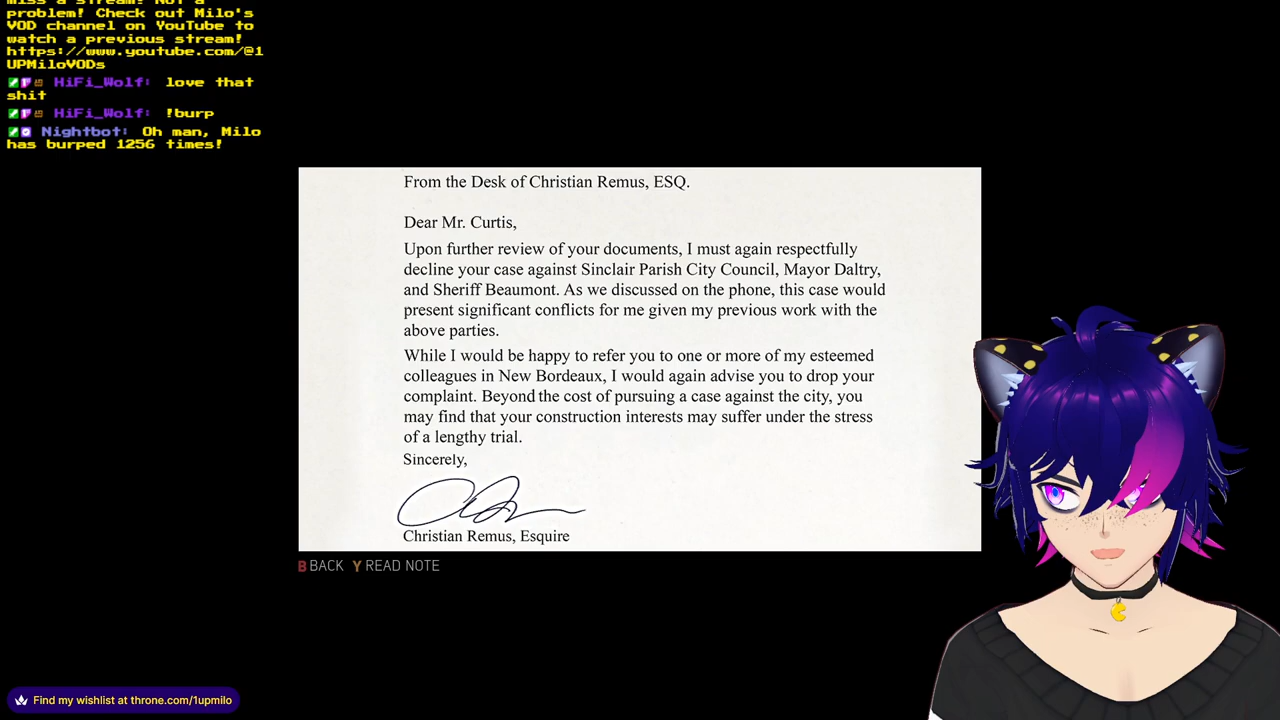 miss a stream? Not a
problem! Check out Milo's
VOD channel on YouTube to
watch a previous stream!
https://www.youtube.com/@1
UPMiloVODs
HiFi_Wolf: love that
shit
HiFi_Wolf: !burp
Nightbot: Oh man, Milo
has burped 1256 times!
From the Desk of Christian Remus, ESQ.
Dear Mr. Curtis,
Upon further review of your documents, I must again respectfully
decline your case against Sinclair Parish City Council, Mayor Daltry,
and Sheriff Beaumont. As we discussed on the phone, this case would
present significant conflicts for me given my previous work with the
above parties.
While I would be happy to refer you to one or more of my esteemed
colleagues in New Bordeaux, I would again advise you to drop your
complaint. Beyond the cost of pursuing a case against the city, you
may find that your construction interests may suffer under the stress
of a lengthy trial.
Sincerely,
Christian Remus, Esquire
B BACK Y READ NOTE
Find my wishlist at throne.com/1upmilo